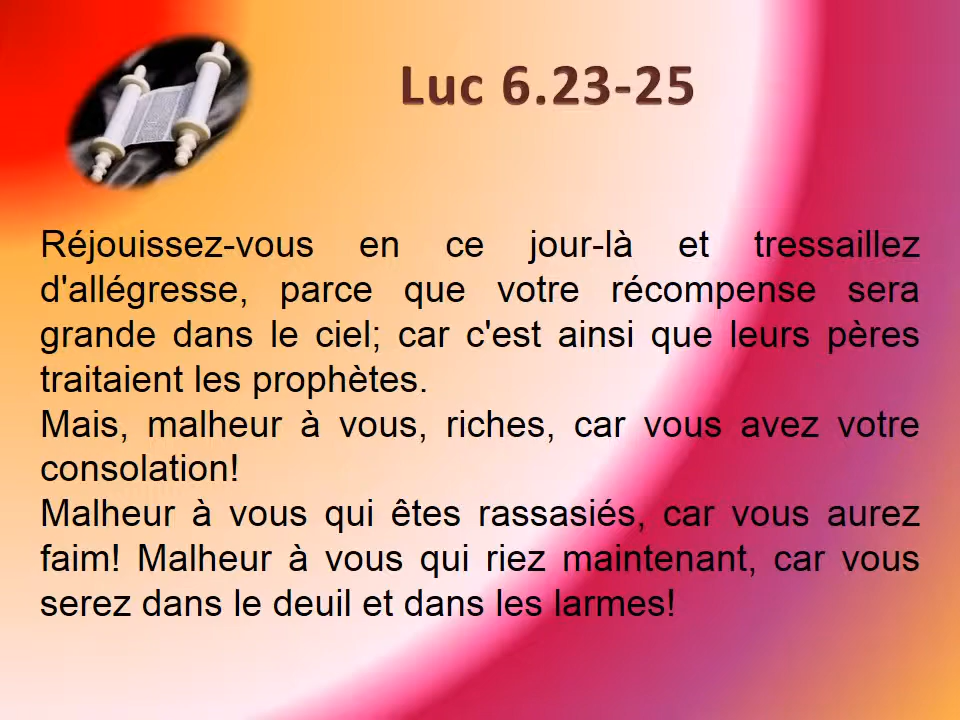 Luc 6.23-25
Réjouissez-vous en ce jour-là et tressaillez
d'allégresse, parce que votre récompense sera
grande dans le ciel; car c'est ainsi que leurs pères
traitaient les prophètes.
Mais, malheur à vous, riches, car vous avez votre
consolation!
Malheur à vous qui êtes rassasiés, car vous aurez
faim! Malheur à vous qui riez maintenant, car vous
serez dans le deuil et dans les larmes!